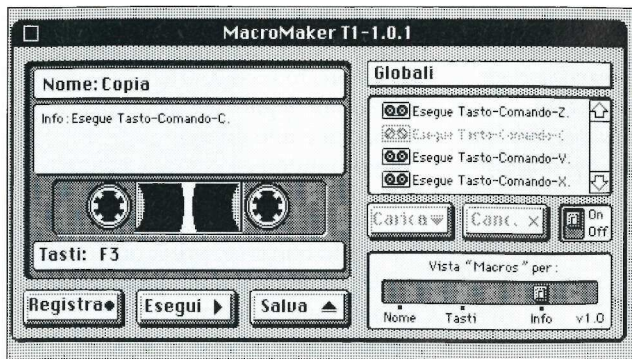 MacroMaker T1-1.0.1
Nome: Copia
Info: Esegue Tasto-Comando-C.
Tasti: F3
Registra
Esegui
Salva
Globali
Esegue Tasto-Comando-Z.
Esegue Tasto-Comando-C
Esegue Tasto-Comando-V.
Esegue Tasto-Comando-X.
Carica
Canc.
On
Off
Vista "Macros" per:
Nome Tasti Info v1.0